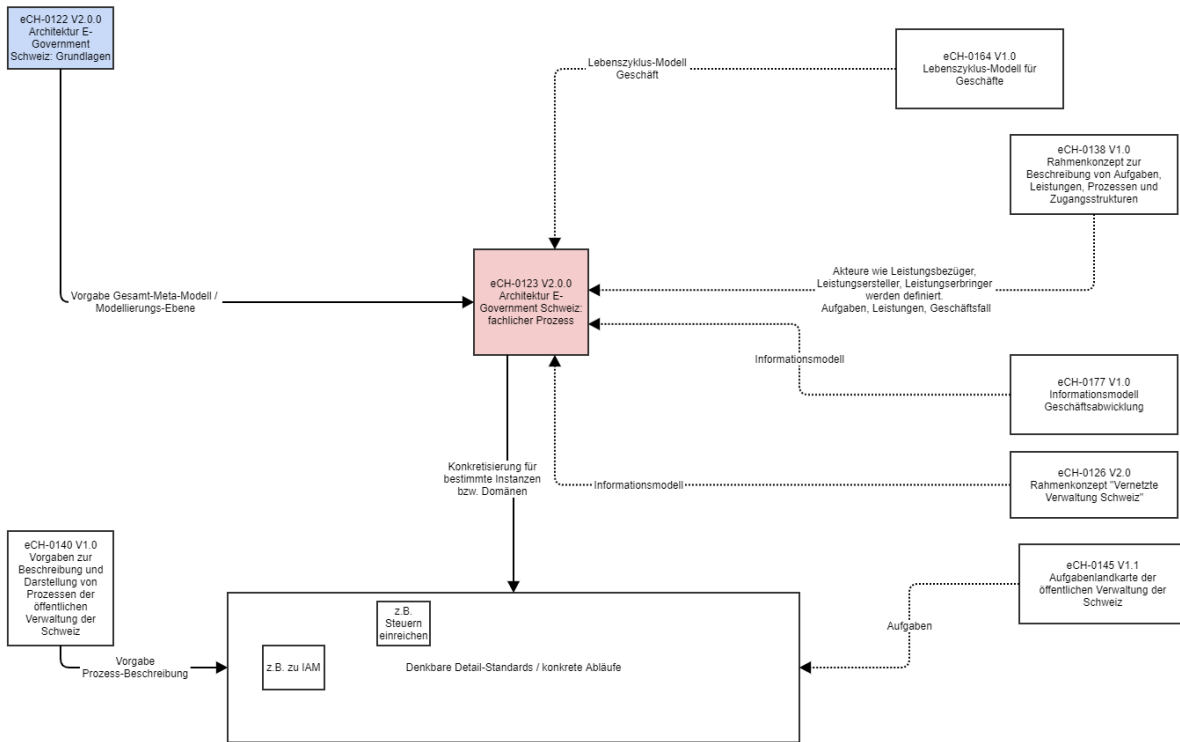 eCH-0122 V2.0.0
Architektur E-
Government
Schweiz: Grundlagen
Lebenszyklus-Modell
Geschäft
eCH-0164 V1.0
Lebenszyklus-Modell für
Geschäfte
eCH-0138 V1.0
Rahmenkonzept zur
Beschreibung von Aufgaben,
Leistungen, Prozessen und
Zugangsstrukturen
Vorgabe Gesamt-Meta-Modell /
Modellierungs-Ebene
eCH-0123 V2.0.0
Architektur E-
Government Schweiz:
fachlicher Prozess
Akteure wie Leistungsbezüger,
Leistungsersteller, Leistungserbringer
werden definiert.
Aufgaben, Leistungen, Geschäftsfall
Informationsmodell
eCH-0177 V1.0
Informationsmodell
Geschäftsabwicklung
Konkretisierung für
bestimmte Instanzen
bzw. Domänen
Informationsmodell
eCH-0126 V2.0
Rahmenkonzept "Vernetzte
Verwaltung Schweiz"
eCH-0140 V1.0
Vorgaben zur
Beschreibung und
Darstellung von
Prozessen der
öffentlichen
Verwaltung der
Schweiz
eCH-0145 V1.1
Aufgabenlandkarte der
öffentlichen Verwaltung der
Schweiz
Aufgaben
z.B.
Steuern
einreichen
Vorgabe
Prozess-Beschreibung
z.B. zu IAM
Denkbare Detail-Standards / konkrete Abläufe